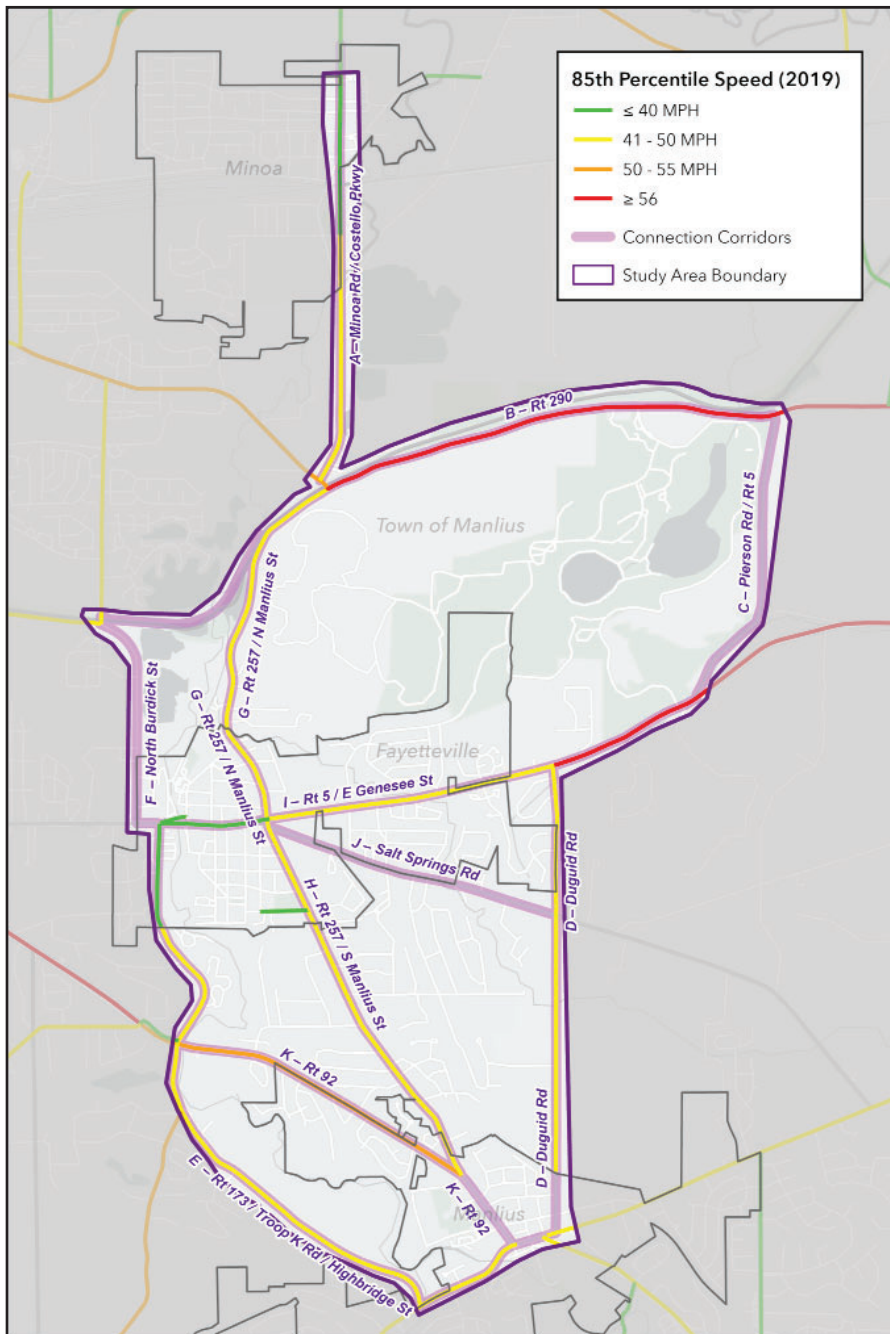 85th Percentile Speed (2019)
≤ 40 MPH
41 - 50 MPH
50 - 55 MPH
≥ 56
Connection Corridors
Study Area Boundary
Minoa
A – Minoa Rd / Costello Pkwy
B – Rt 290
Town of Manlius
C – Pierson Rd / Rt 5
G – Rt 257 / N Manlius St
F – North Burdick St
G – Rt 257 / N Manlius St
Fayetteville
I – Rt 5 / E Genesee St
J – Salt Springs Rd
D – Duguid Rd
H – Rt 257 / S Manlius St
K – Rt 92
D – Duguid Rd
E – Rt 173 / Troop K Rd / Highbridge St
K – Rt 92
Manlius